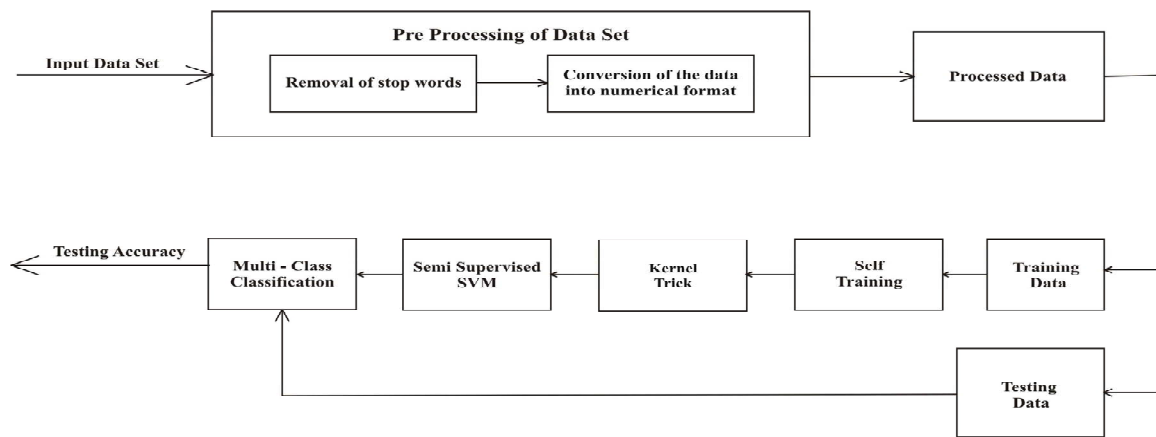 Pre Processing of Data Set
Input Data Set
Removal of stop words
Conversion of the data
into numerical format
Processed Data
Testing Accuracy
Multi - Class
Classification
Semi Supervised
SVM
Kernel
Trick
Self
Training
Training
Data
Testing
Data